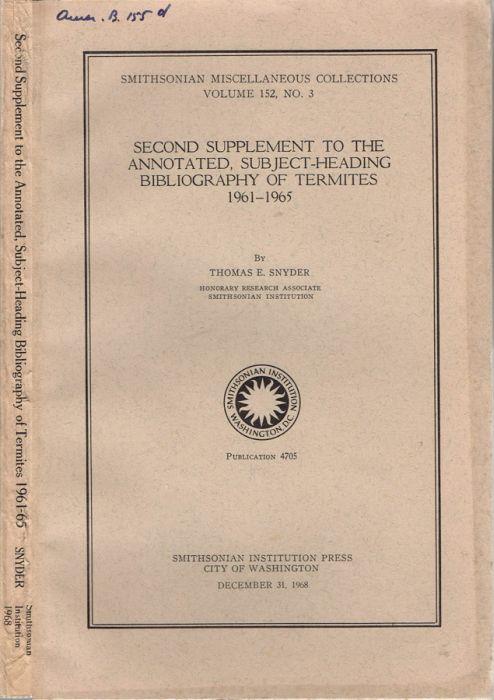 Amer. B. 155 d
SMITHSONIAN MISCELLANEOUS COLLECTIONS
VOLUME 152, NO. 3
SECOND SUPPLEMENT TO THE
ANNOTATED, SUBJECT-HEADING
BIBLIOGRAPHY OF TERMITES
1961-1965
By
THOMAS E. SNYDER
HONORARY RESEARCH ASSOCIATE
SMITHSONIAN INSTITUTION
SMITHSONIAN INSTITUTION
WASHINGTON, D.C.
PUBLICATION 4705
SMITHSONIAN INSTITUTION PRESS
CITY OF WASHINGTON
DECEMBER 31, 1968
Second Supplement to the Annotated, Subject-Heading Bibliography of Termites 1961-65 SNYDER
Smithsonian
Institution
1968